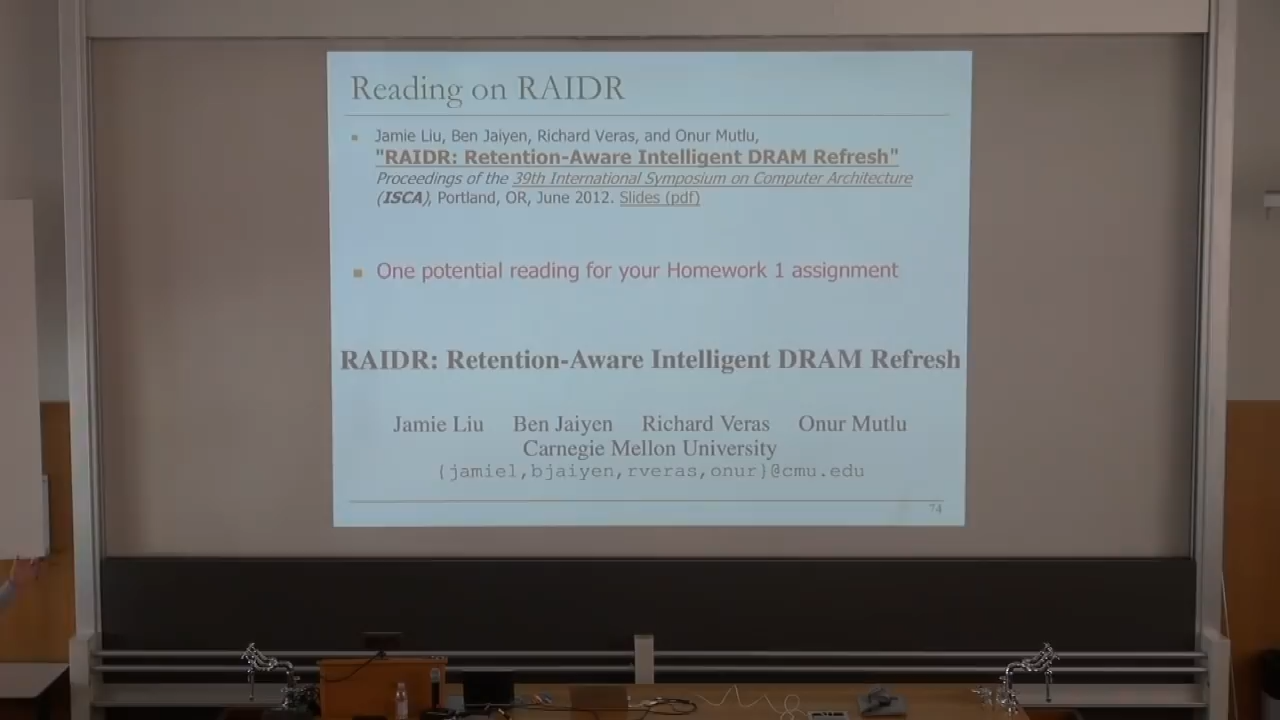 Reading on RAIDR
Jamie Liu, Ben Jaiyen, Richard Veras, and Onur Mutlu,
"RAIDR: Retention-Aware Intelligent DRAM Refresh"
Proceedings of the 39th International Symposium on Computer Architecture
(ISCA), Portland, OR, June 2012. Slides (pdf)
One potential reading for your Homework 1 assignment
RAIDR: Retention-Aware Intelligent DRAM Refresh
Jamie Liu Ben Jaiyen Richard Veras Onur Mutlu
Carnegie Mellon University
{jamiel,bjaiyen,rveras,onur}@cmu.edu
74